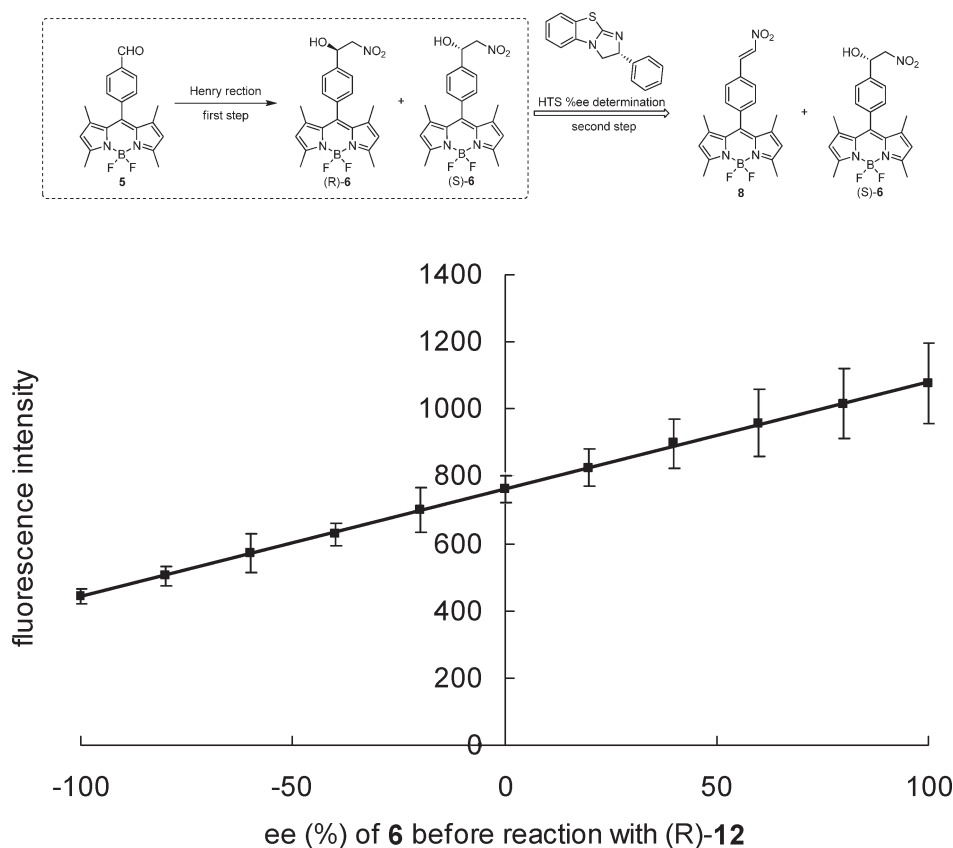 CHO
N
N
B
F
F
5
Henry rection
first step
HO
NO2
N
N
B
F
F
(R)-6
+
HO
NO2
N
N
B
F
F
(S)-6
S
N
N
HTS %ee determination
second step
NO2
N
N
B
F
F
8
+
HO
NO2
N
N
B
F
F
(S)-6
fluorescence intensity
1400
1200
1000
800
600
400
200
0
-100
-50
0
50
100
ee (%) of 6 before reaction with (R)-12